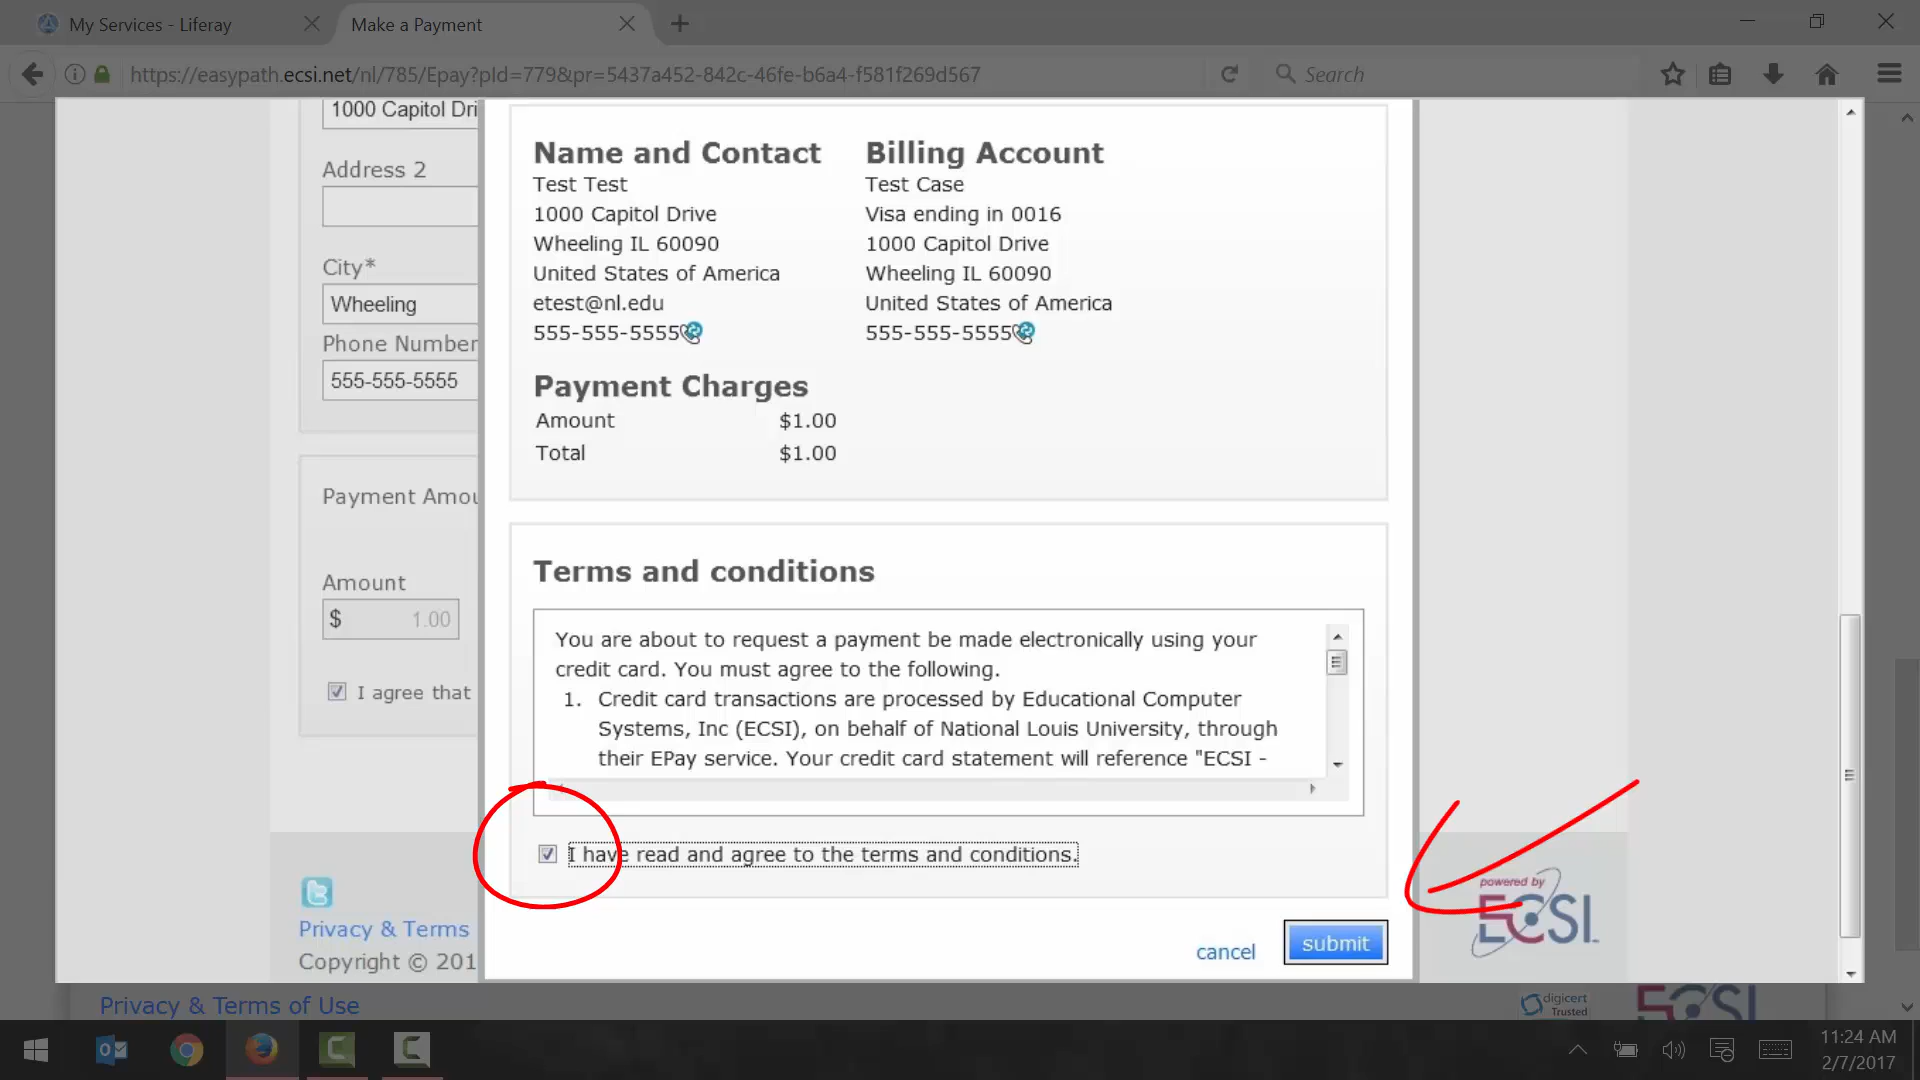 My Services - Liferay
Make a Payment
https://easypath.ecsi.net/nl/785/Epay?pId=779&pr=5437a452-842c-46fe-b6a4-f581f269d567
Search
1000 Capitol Dri
Address 2
City*
Wheeling
Phone Number
555-555-5555
Payment Amou
Amount
$ 1.00
I agree that
Privacy & Terms
Copyright © 201
Name and Contact
Test Test
1000 Capitol Drive
Wheeling IL 60090
United States of America
etest@nl.edu
555-555-5555
Billing Account
Test Case
Visa ending in 0016
1000 Capitol Drive
Wheeling IL 60090
United States of America
555-555-5555
Payment Charges
Amount $1.00
Total $1.00
Terms and conditions
You are about to request a payment be made electronically using your
credit card. You must agree to the following.
1. Credit card transactions are processed by Educational Computer
Systems, Inc (ECSI), on behalf of National Louis University, through
their EPay service. Your credit card statement will reference "ECSI -
I have read and agree to the terms and conditions.
cancel
submit
powered by
ECSI
Privacy & Terms of Use
digicert
Trusted
ECSI
11:24 AM
2/7/2017